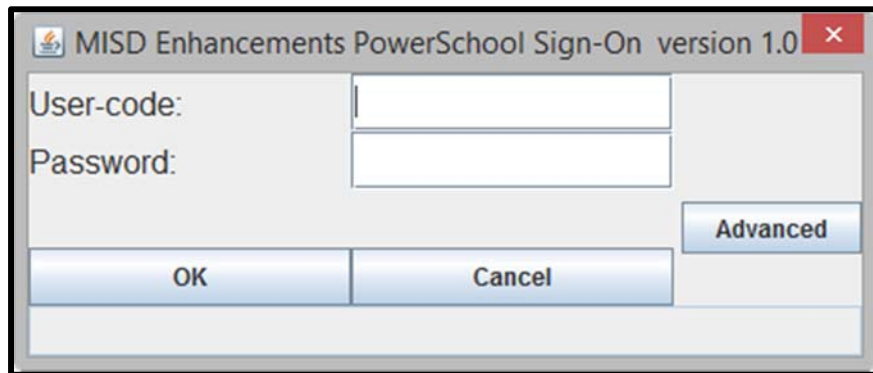 MISD Enhancements PowerSchool Sign-On version 1.0
User-code:
Password:
Advanced
OK Cancel